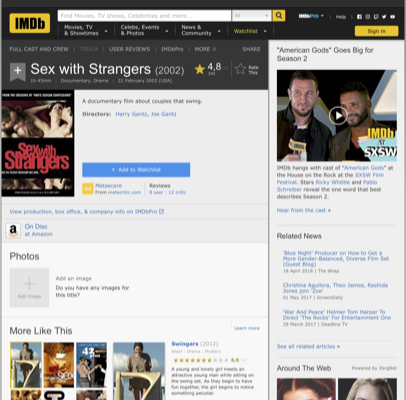 IMDb
Find Movies, TV shows, Celebrities and more...
All
IMDbPro
Help
Movies, TV
& Showtimes
Celebs, Events
& Photos
News &
Community
Watchlist
Sign in
FULL CAST AND CREW | TRIVIA | USER REVIEWS | IMDbPro | MORE
SHARE
Sex with Strangers (2002)
4,8
Rate
This
1h 45min | Documentary, Drama | 22 February 2002 (USA)
FROM THE CREATORS OF "HBO'S TAXICAB CONFESSIONS"
Sex with
Strangers
A documentary film about couples that swing.
Directors: Harry Gantz, Joe Gantz
+ Add to Watchlist
44
Metascore
From metacritic.com
Reviews
8 user | 12 critic
View production, box office, & company info on IMDbPro
a
On Disc
at Amazon
Photos
+
Add Image
Add an image
Do you have any images for
this title?
More Like This
Learn more
Swingers (2012)
Short | Drama | Mystery
A young and lonely girl meets an
attractive young man while sitting
on the swing set. As they begin to
have fun together, the girl begins to
notice something peculiar.
"American Gods" Goes Big for
Season 2
IMDb
at
SXSW
IMDb hangs with cast of "American Gods" at
the House on the Rock at the SXSW Film
Festival. Stars Ricky Whittle and Pablo
Schreiber reveal the one word that best
describes Season 2.
Hear from the cast »
Related News
'Blue Night' Producer on How to Get a
More Gender-Balanced, Diverse Film Set
(Guest Blog)
18 April 2019 | The Wrap
Christina Aguilera, Theo James, Rashida
Jones Join 'Zoe'
01 May 2017 | ScreenDaily
'War And Peace' Helmer Tom Harper To
Direct 'The Rocks' For Entertainment One
29 March 2017 | Deadline TV
See all related articles »
Around The Web
Powered by ZergNet